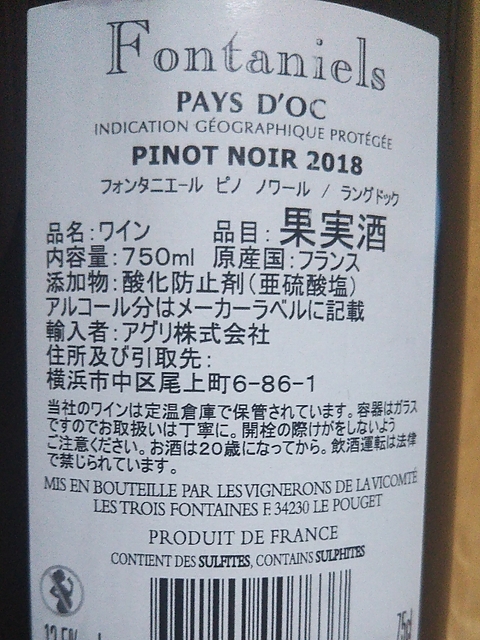 Fontaniels
PAYS D'OC
INDICATION GÉOGRAPHIQUE PROTÉGÉE
PINOT NOIR 2018
フォンタニエール ピノ ノワール / ラングドック
品名:ワイン 品目:果実酒
内容量:750ml 原産国:フランス
添加物:酸化防止剤(亜硫酸塩)
アルコール分はメーカーラベルに記載
輸入者:アグリ株式会社
住所及び引取先:
横浜市中区尾上町6-86-1
当社のワインは定温倉庫で保管されています。容器はガラス
ですのでお取扱いは丁寧に。開栓の際けがをしないよう
ご注意ください。お酒は20歳になってから。飲酒運転は法律
で禁じられています。
MIS EN BOUTEILLE PAR LES VIGNERONS DE LA VICOMTÉ
LES TROIS FONTAINES F. 34230 LE POUGET
PRODUIT DE FRANCE
CONTIENT DES SULFITES, CONTAINS SULPHITES
75cl